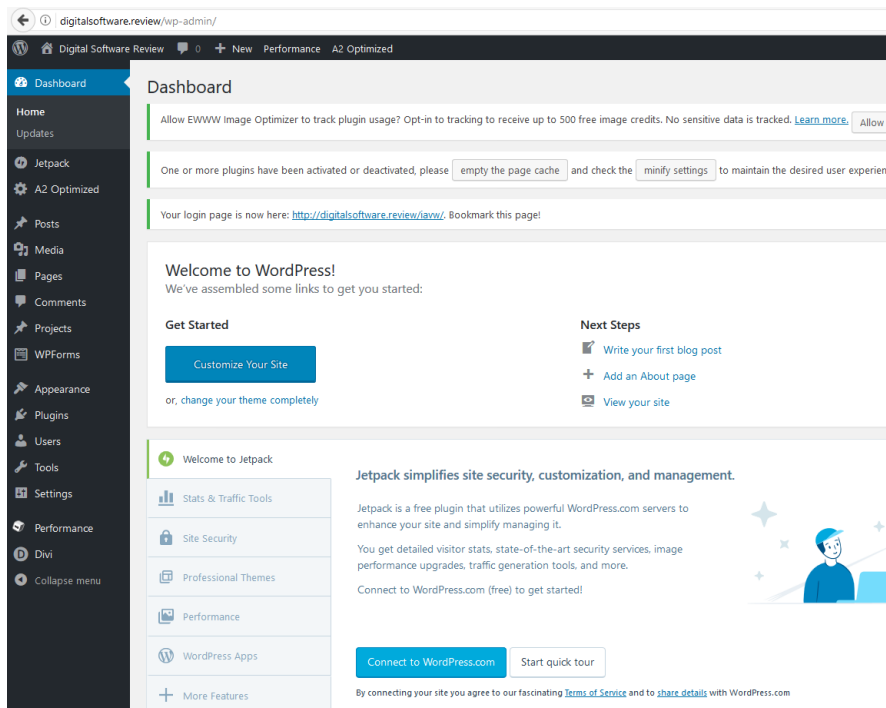 digitalsoftware.review/wp-admin/
Digital Software Review 0 New Performance A2 Optimized
Dashboard
Home
Updates
Jetpack
A2 Optimized
Posts
Media
Pages
Comments
Projects
WPForms
Appearance
Plugins
Users
Tools
Settings
Performance
Divi
Collapse menu
Dashboard
Allow EWWW Image Optimizer to track plugin usage? Opt-in to tracking to receive up to 500 free image credits. No sensitive data is tracked. Learn more. Allow
One or more plugins have been activated or deactivated, please empty the page cache and check the minify settings to maintain the desired user experien
Your login page is now here: http://digitalsoftware.review/iavw/. Bookmark this page!
Welcome to WordPress!
We've assembled some links to get you started:
Get Started
Customize Your Site
or, change your theme completely
Next Steps
Write your first blog post
Add an About page
View your site
Welcome to Jetpack
Stats & Traffic Tools
Site Security
Professional Themes
Performance
WordPress Apps
More Features
Jetpack simplifies site security, customization, and management.
Jetpack is a free plugin that utilizes powerful WordPress.com servers to
enhance your site and simplify managing it.
You get detailed visitor stats, state-of-the-art security services, image
performance upgrades, traffic generation tools, and more.
Connect to WordPress.com (free) to get started!
Connect to WordPress.com Start quick tour
By connecting your site you agree to our fascinating Terms of Service and to share details with WordPress.com